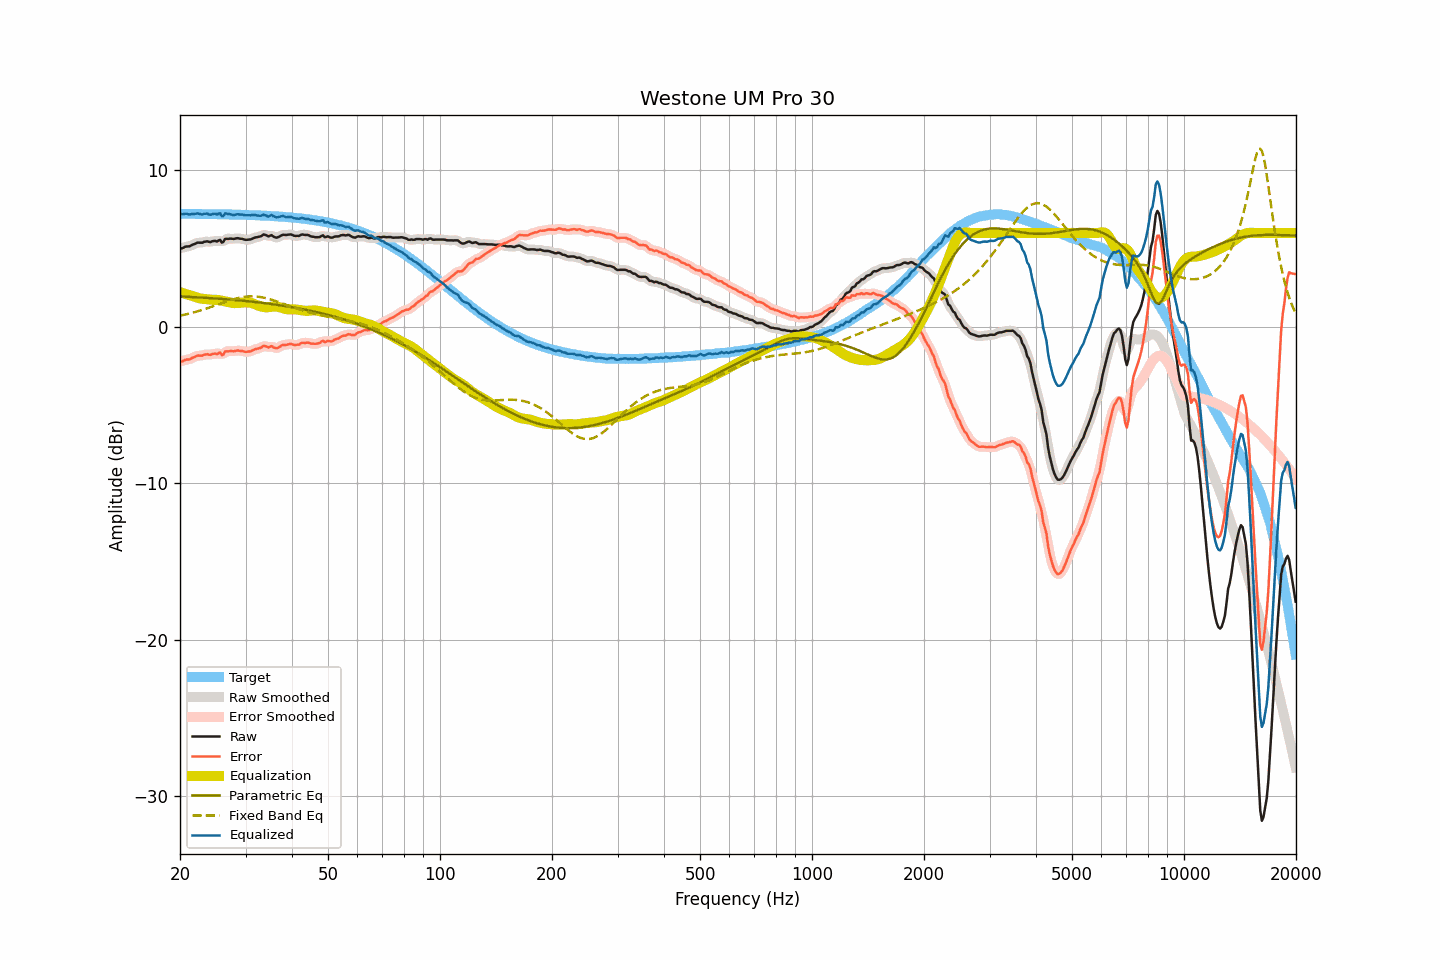 Westone UM Pro 30
Amplitude (dBr)
10
0
−10
−20
−30
Target
Raw Smoothed
Error Smoothed
Raw
Error
Equalization
Parametric Eq
Fixed Band Eq
Equalized
20 50 100 200 500 1000 2000 5000 10000 20000
Frequency (Hz)